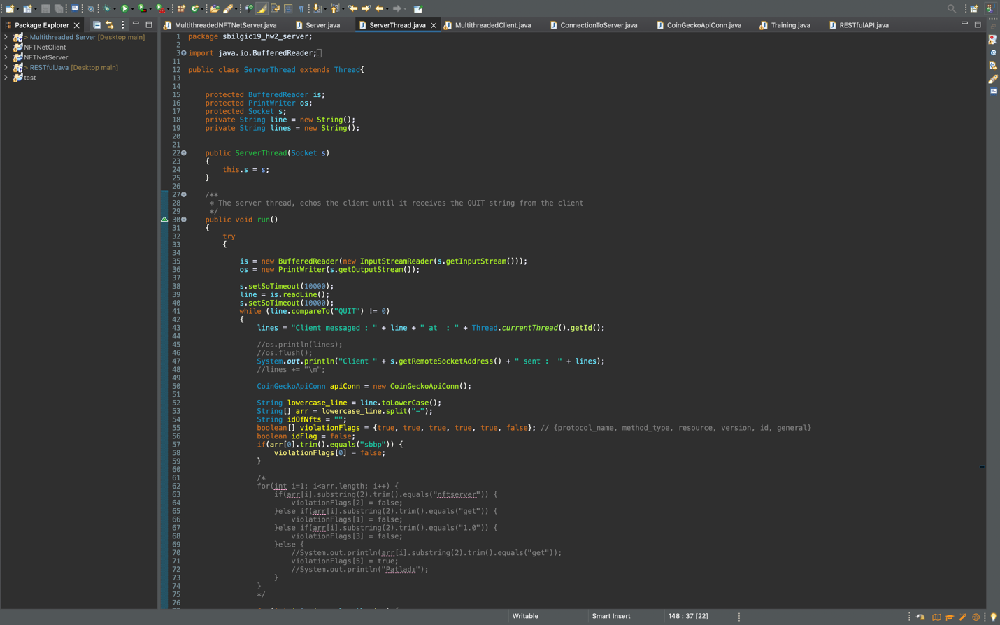 Package Explorer
MultithreadedNFTNetServer.java
Server.java
ServerThread.java
MultithreadedClient.java
ConnectionToServer.java
CoinGeckoApiConn.java
Training.java
RESTfulAPI.java
> Multithreaded Server [Desktop main]
NFTNetClient
NFTNetServer
> RESTfulJava [Desktop main]
test
1 package sbilgic19_hw2_server;
2
3 import java.io.BufferedReader;
11
12 public class ServerThread extends Thread{
13
14
15 protected BufferedReader is;
16 protected PrintWriter os;
17 protected Socket s;
18 private String line = new String();
19 private String lines = new String();
20
21
22 public ServerThread(Socket s)
23 {
24 this.s = s;
25 }
26
27 /**
28 * The server thread, echos the client until it receives the QUIT string from the client
29 */
30 public void run()
31 {
32 try
33 {
34
35 is = new BufferedReader(new InputStreamReader(s.getInputStream()));
36 os = new PrintWriter(s.getOutputStream());
37
38 s.setSoTimeout(10000);
39 line = is.readLine();
40 s.setSoTimeout(10000);
41 while (line.compareTo("QUIT") != 0)
42 {
43 lines = "Client messaged : " + line + " at  : " + Thread.currentThread().getId();
44
45 //os.println(lines);
46 //os.flush();
47 System.out.println("Client " + s.getRemoteSocketAddress() + " sent :  " + lines);
48 //lines += "\n";
49
50 CoinGeckoApiConn apiConn = new CoinGeckoApiConn();
51
52 String lowercase_line = line.toLowerCase();
53 String[] arr = lowercase_line.split("-");
54 String idOfNfts = "";
55 boolean[] violationFlags = {true, true, true, true, true, false}; // {protocol_name, method_type, resource, version, id, general}
56 boolean idFlag = false;
57 if(arr[0].trim().equals("sbbp")) {
58 violationFlags[0] = false;
59 }
60
61 /*
62 for(int i=1; i<arr.length; i++) {
63 if(arr[i].substring(2).trim().equals("nftserver")) {
64 violationFlags[2] = false;
65 }else if(arr[i].substring(2).trim().equals("get")) {
66 violationFlags[1] = false;
67 }else if(arr[i].substring(2).trim().equals("1.0")) {
68 violationFlags[3] = false;
69 }else {
70 //System.out.println(arr[i].substring(2).trim().equals("get"));
71 violationFlags[5] = true;
72 //System.out.println("Patladı");
73 }
74 }
75 */
76
Writable
Smart Insert
148 : 37 [22]